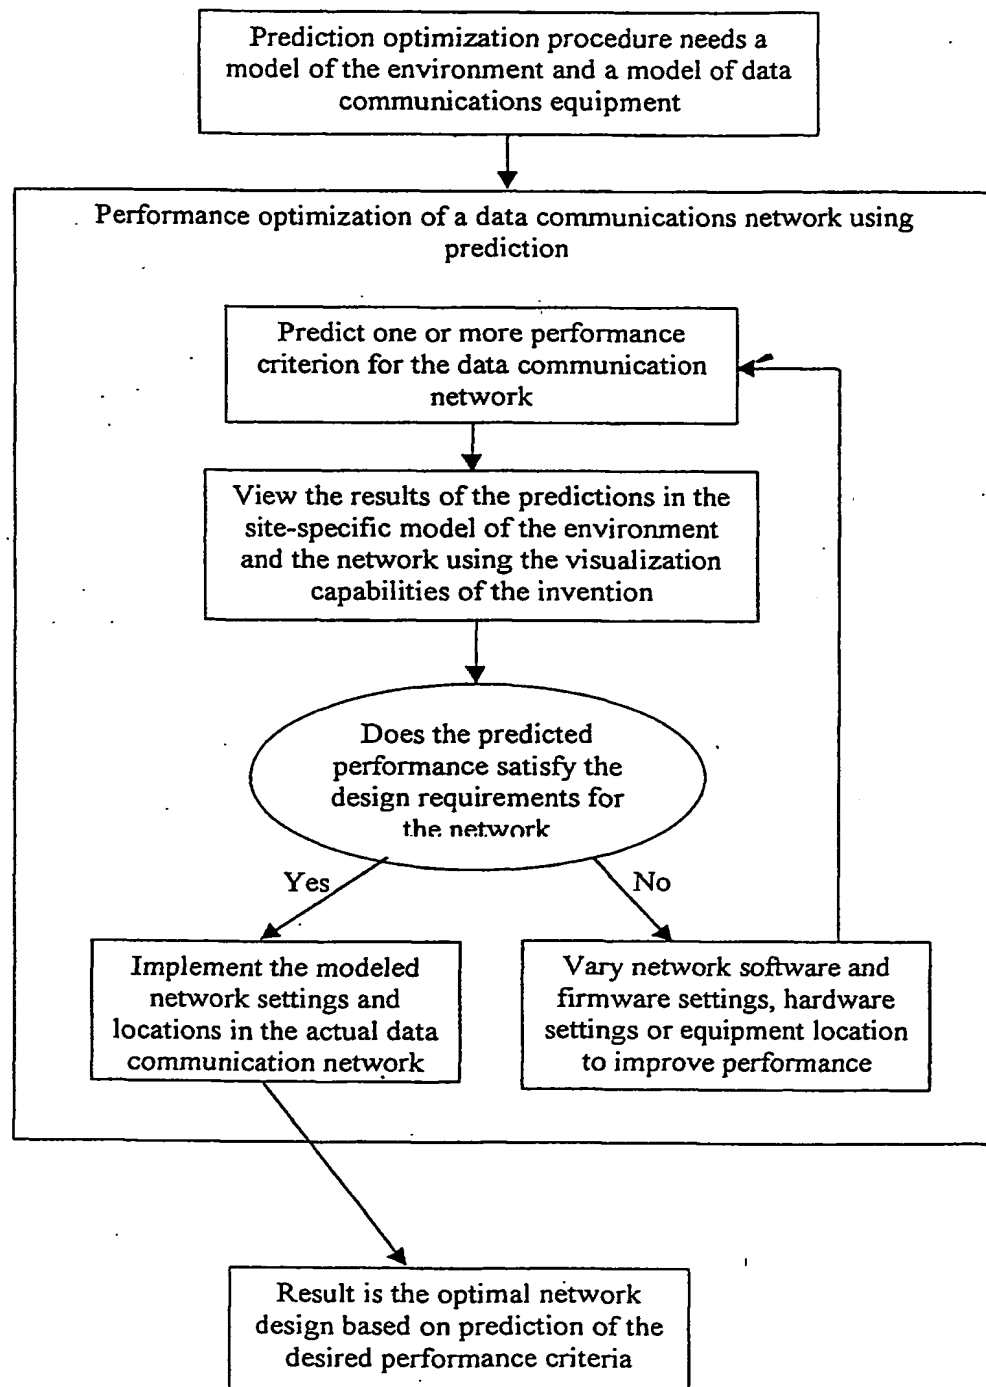 Prediction optimization procedure needs a
model of the environment and a model of data
communications equipment
Performance optimization of a data communications network using
prediction
Predict one or more performance
criterion for the data communication
network
View the results of the predictions in the
site-specific model of the environment
and the network using the visualization
capabilities of the invention
Does the predicted
performance satisfy the
design requirements for
the network
Yes
No
Implement the modeled
network settings and
locations in the actual data
communication network
Vary network software and
firmware settings, hardware
settings or equipment location
to improve performance
Result is the optimal network
design based on prediction of the
desired performance criteria